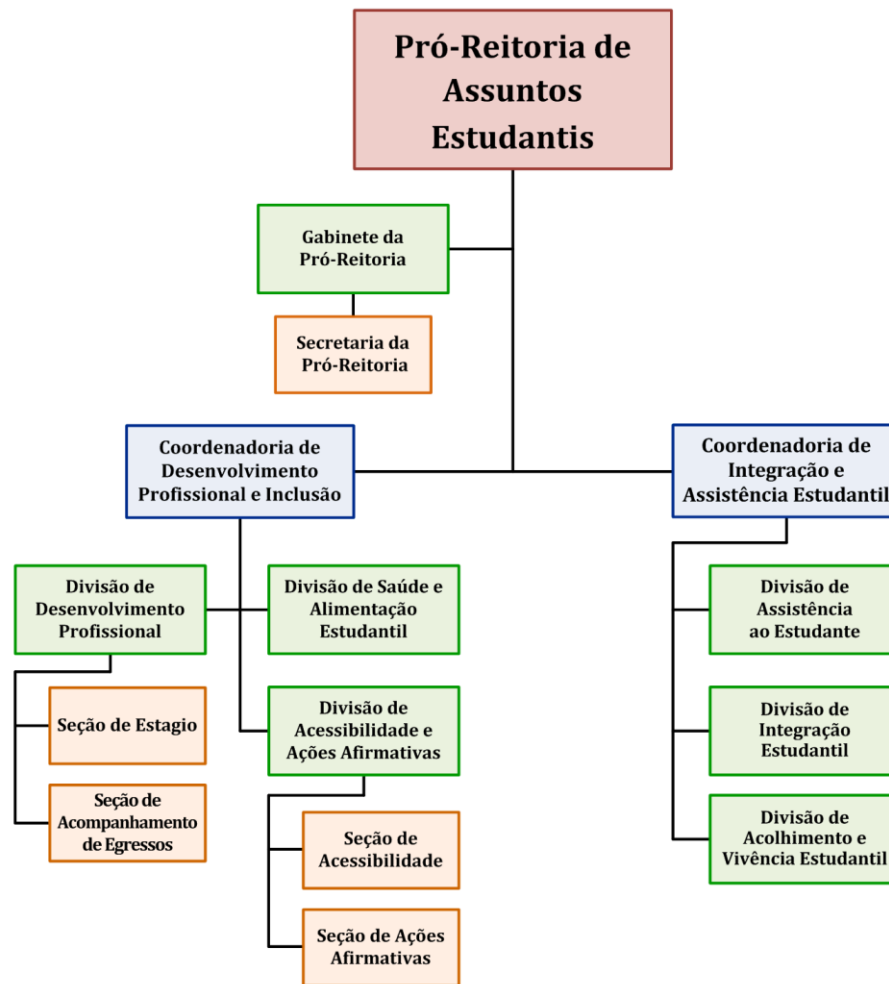 Pró-Reitoria de
Assuntos
Estudantis
Gabinete da
Pró-Reitoria
Secretaria da
Pró-Reitoria
Coordenadoria de
Desenvolvimento
Profissional e Inclusão
Coordenadoria de
Integração e
Assistência Estudantil
Divisão de
Desenvolvimento
Profissional
Divisão de Saúde e
Alimentação
Estudantil
Divisão de
Assistência
ao Estudante
Seção de Estagio
Divisão de
Acessibilidade e
Ações Afirmativas
Divisão de
Integração
Estudantil
Seção de
Acompanhamento
de Egressos
Seção de
Acessibilidade
Divisão de
Acolhimento e
Vivência Estudantil
Seção de Ações
Afirmativas